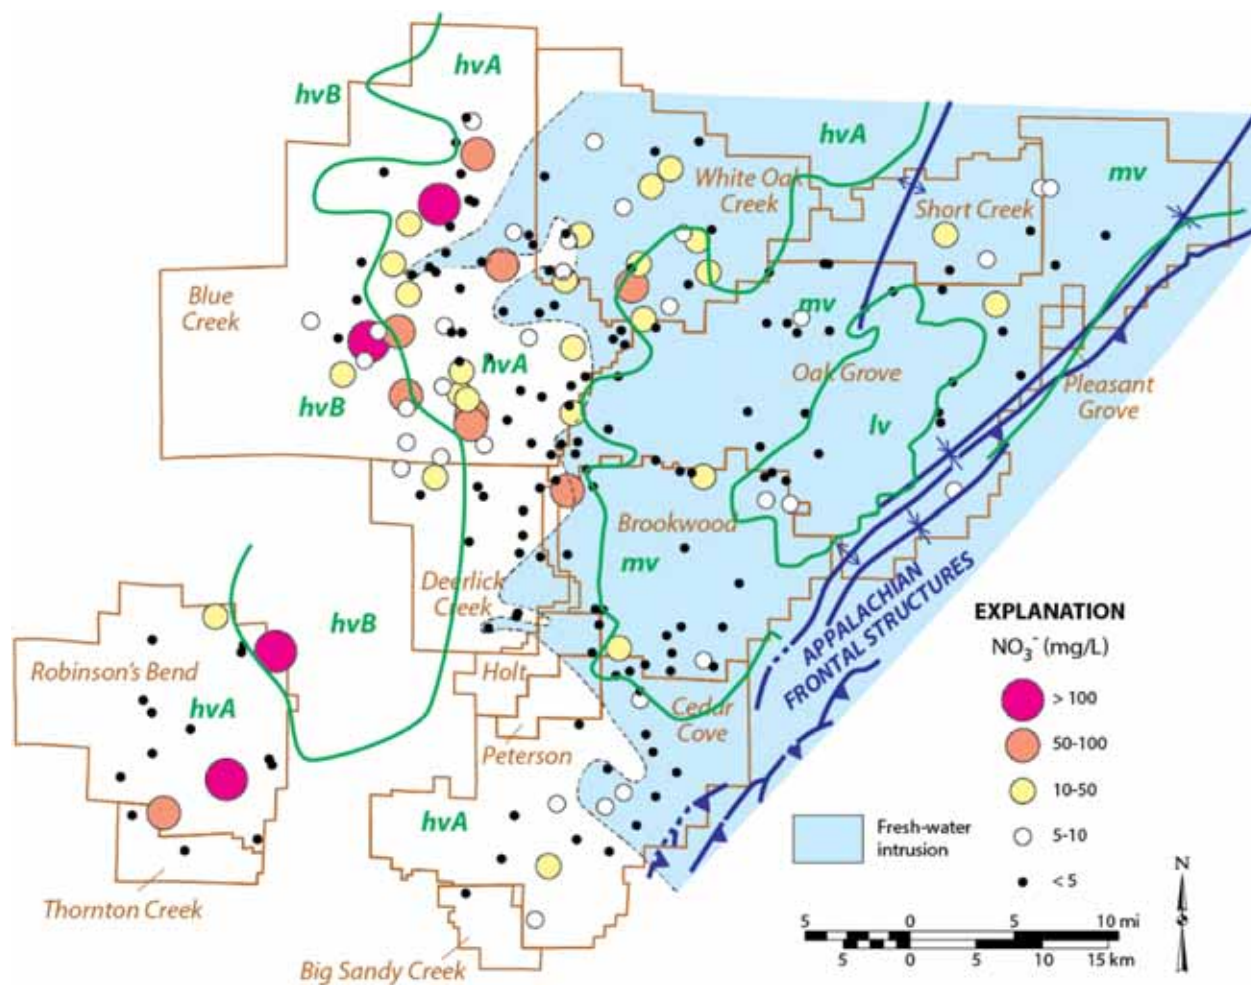 hvA
hvB
hvA
mv
White Oak
Creek
Short Creek
Blue
Creek
mv
hvA
Oak Grove
Pleasant
Grove
hvB
lv
Brookwood
mv
Deerlick
Creek
hvB
APPALACHIAN
FRONTAL STRUCTURES
Robinson's Bend
Holt
hvA
Cedar
Cove
Peterson
hvA
Thornton Creek
Big Sandy Creek
EXPLANATION
NO₃⁻ (mg/L)
> 100
50-100
10-50
5-10
< 5
Fresh-water
intrusion
N
5 0 5 10 mi
5 0 5 10 15 km